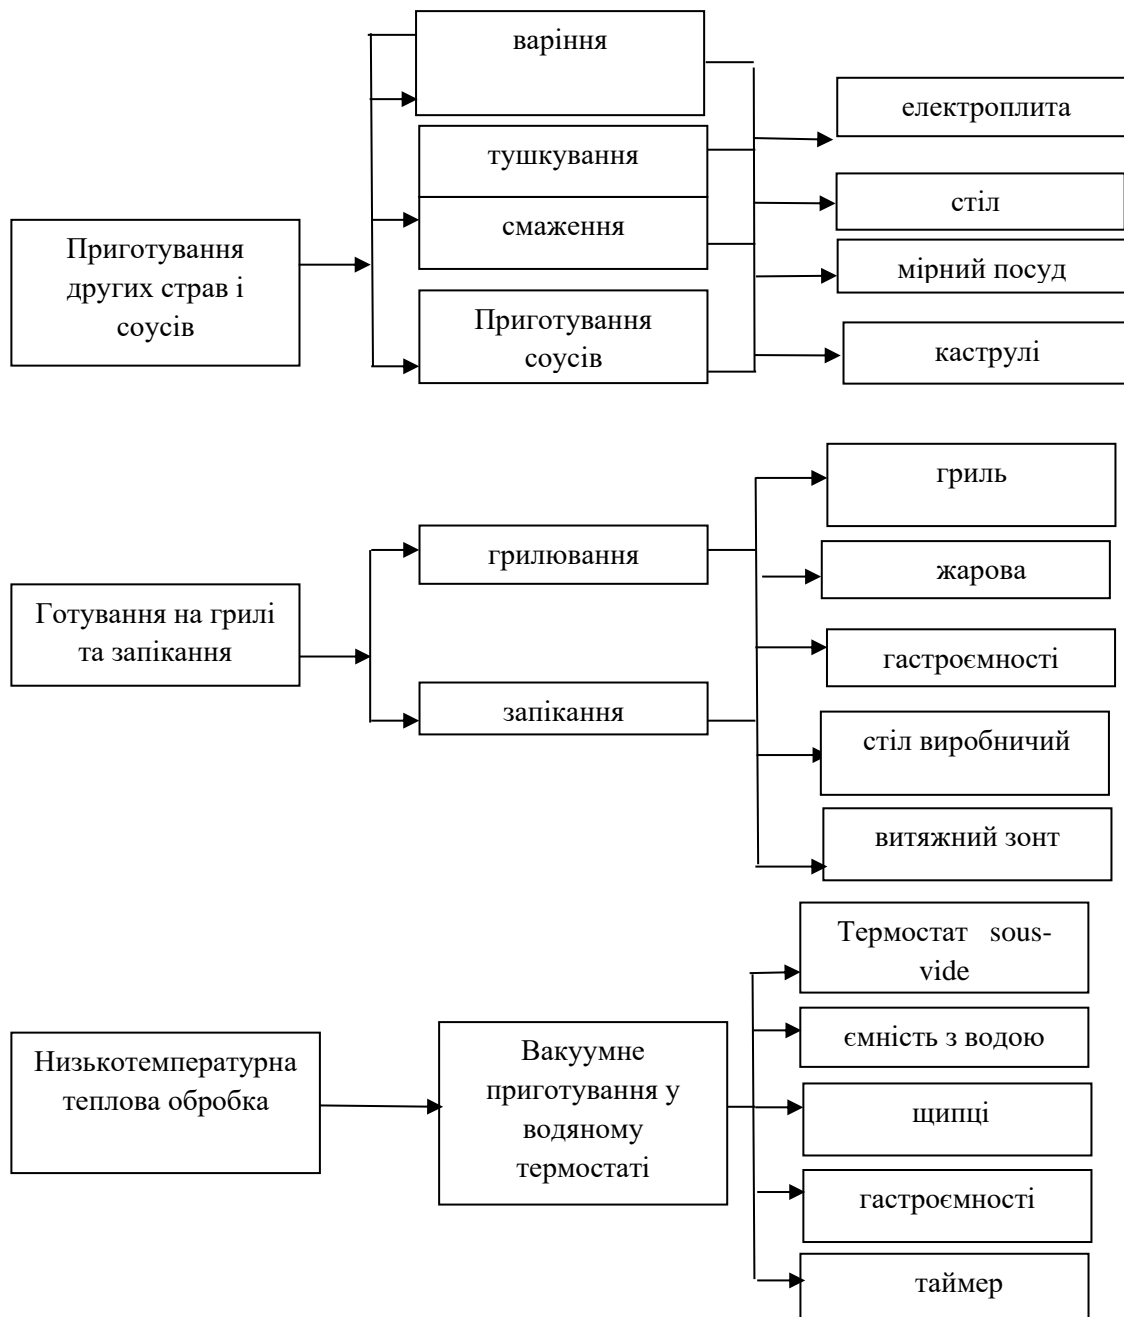 варіння
електроплита
тушкування
стіл
смаження
Приготування
других страв і
соусів
мірний посуд
Приготування
соусів
каструлі
гриль
грилювання
жарова
Готування на грилі
та запікання
гастроємності
запікання
стіл виробничий
витяжний зонт
Термостат sous-
vide
Низькотемпературна
теплова обробка
Вакуумне
приготування у
водяному
термостаті
ємність з водою
щипці
гастроємності
таймер